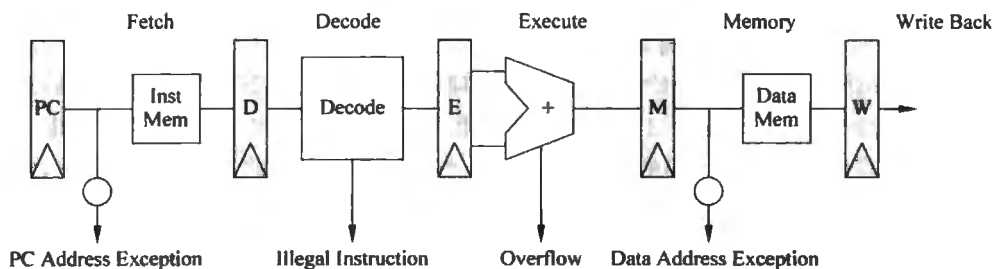 Fetch Decode Execute Memory Write Back
PC Inst Mem D Decode E + M Data Mem W
PC Address Exception Illegal Instruction Overflow Data Address Exception